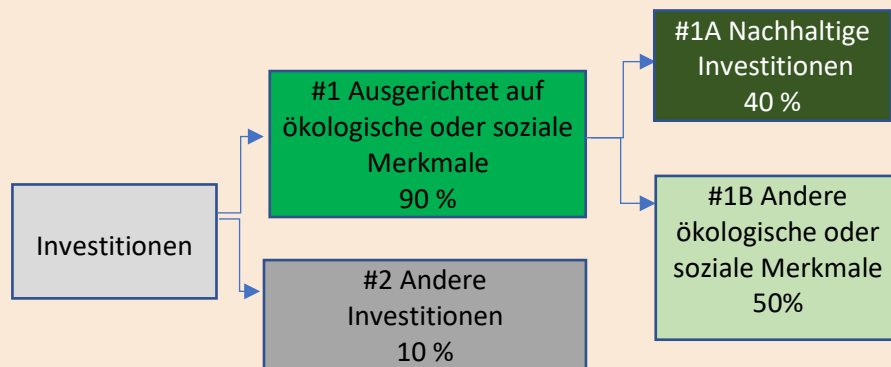 Investitionen
#1 Ausgerichtet auf
ökologische oder soziale
Merkmale
90 %
#2 Andere
Investitionen
10 %
#1A Nachhaltige
Investitionen
40 %
#1B Andere
ökologische oder
soziale Merkmale
50%